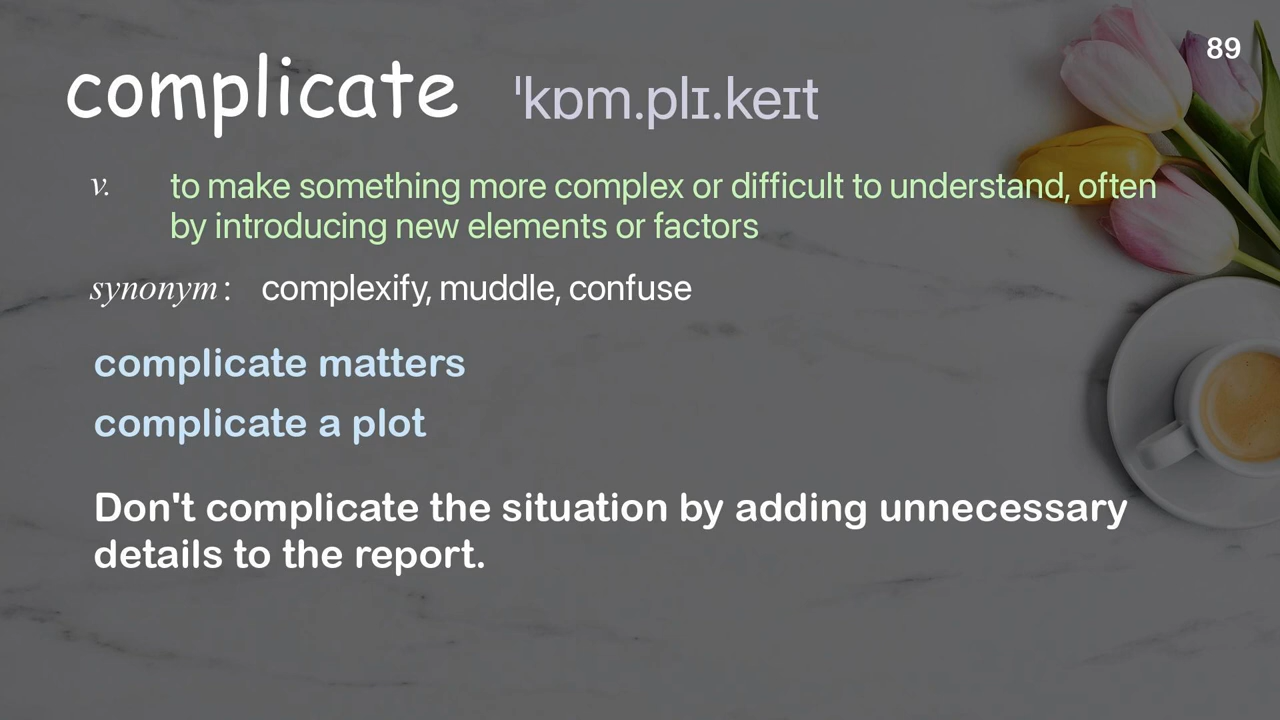 89
complicate ˈkɒm.plɪ.keɪt
v. to make something more complex or difficult to understand, often
by introducing new elements or factors
synonym: complexify, muddle, confuse
complicate matters
complicate a plot
Don't complicate the situation by adding unnecessary
details to the report.